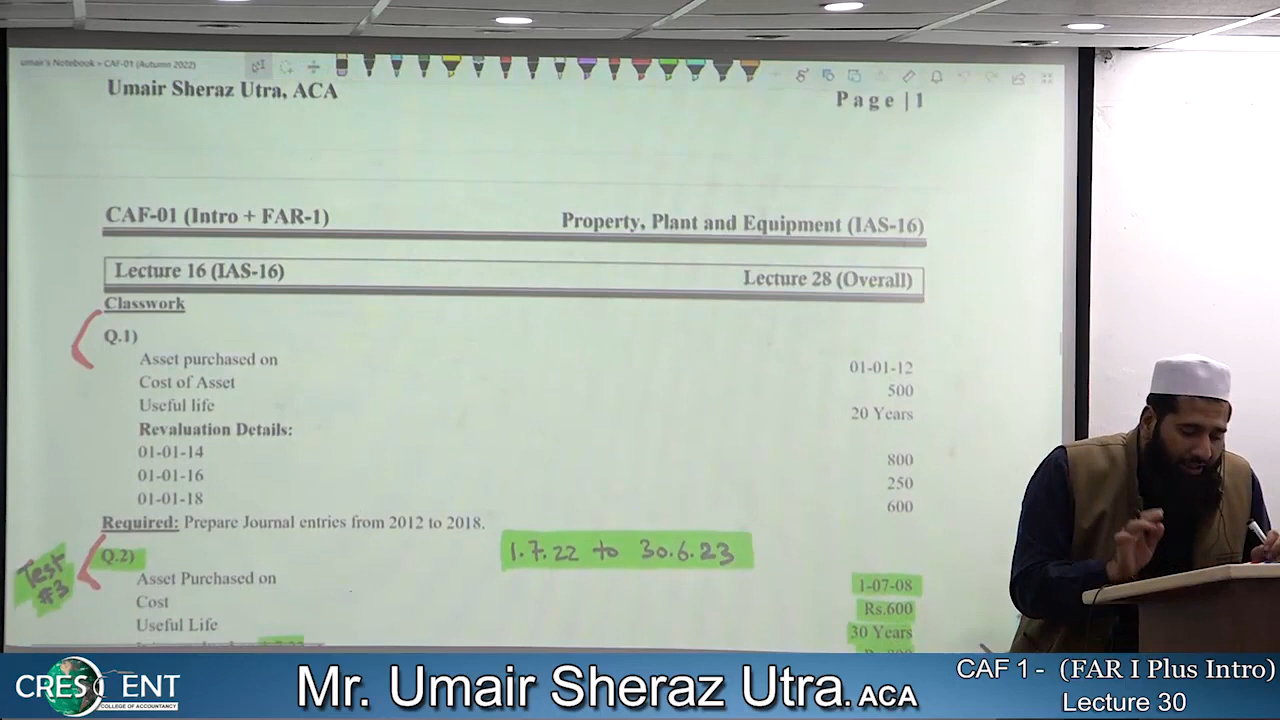 umair's Notebook » CAF-01 (Autumn 2022)
Umair Sheraz Utra, ACA
Page | 1
CAF-01 (Intro + FAR-1) Property, Plant and Equipment (IAS-16)
Lecture 16 (IAS-16) Lecture 28 (Overall)
Classwork
Q.1)
Asset purchased on 01-01-12
Cost of Asset 500
Useful life 20 Years
Revaluation Details:
01-01-14 800
01-01-16 250
01-01-18 600
Required: Prepare Journal entries from 2012 to 2018.
Test #3
Q.2) 1.7.22 to 30.6.23
Asset Purchased on 1-07-08
Cost Rs.600
Useful Life 30 Years
CRESCENT
COLLEGE OF ACCOUNTANCY
Mr. Umair Sheraz Utra. ACA
CAF 1 - (FAR I Plus Intro)
Lecture 30